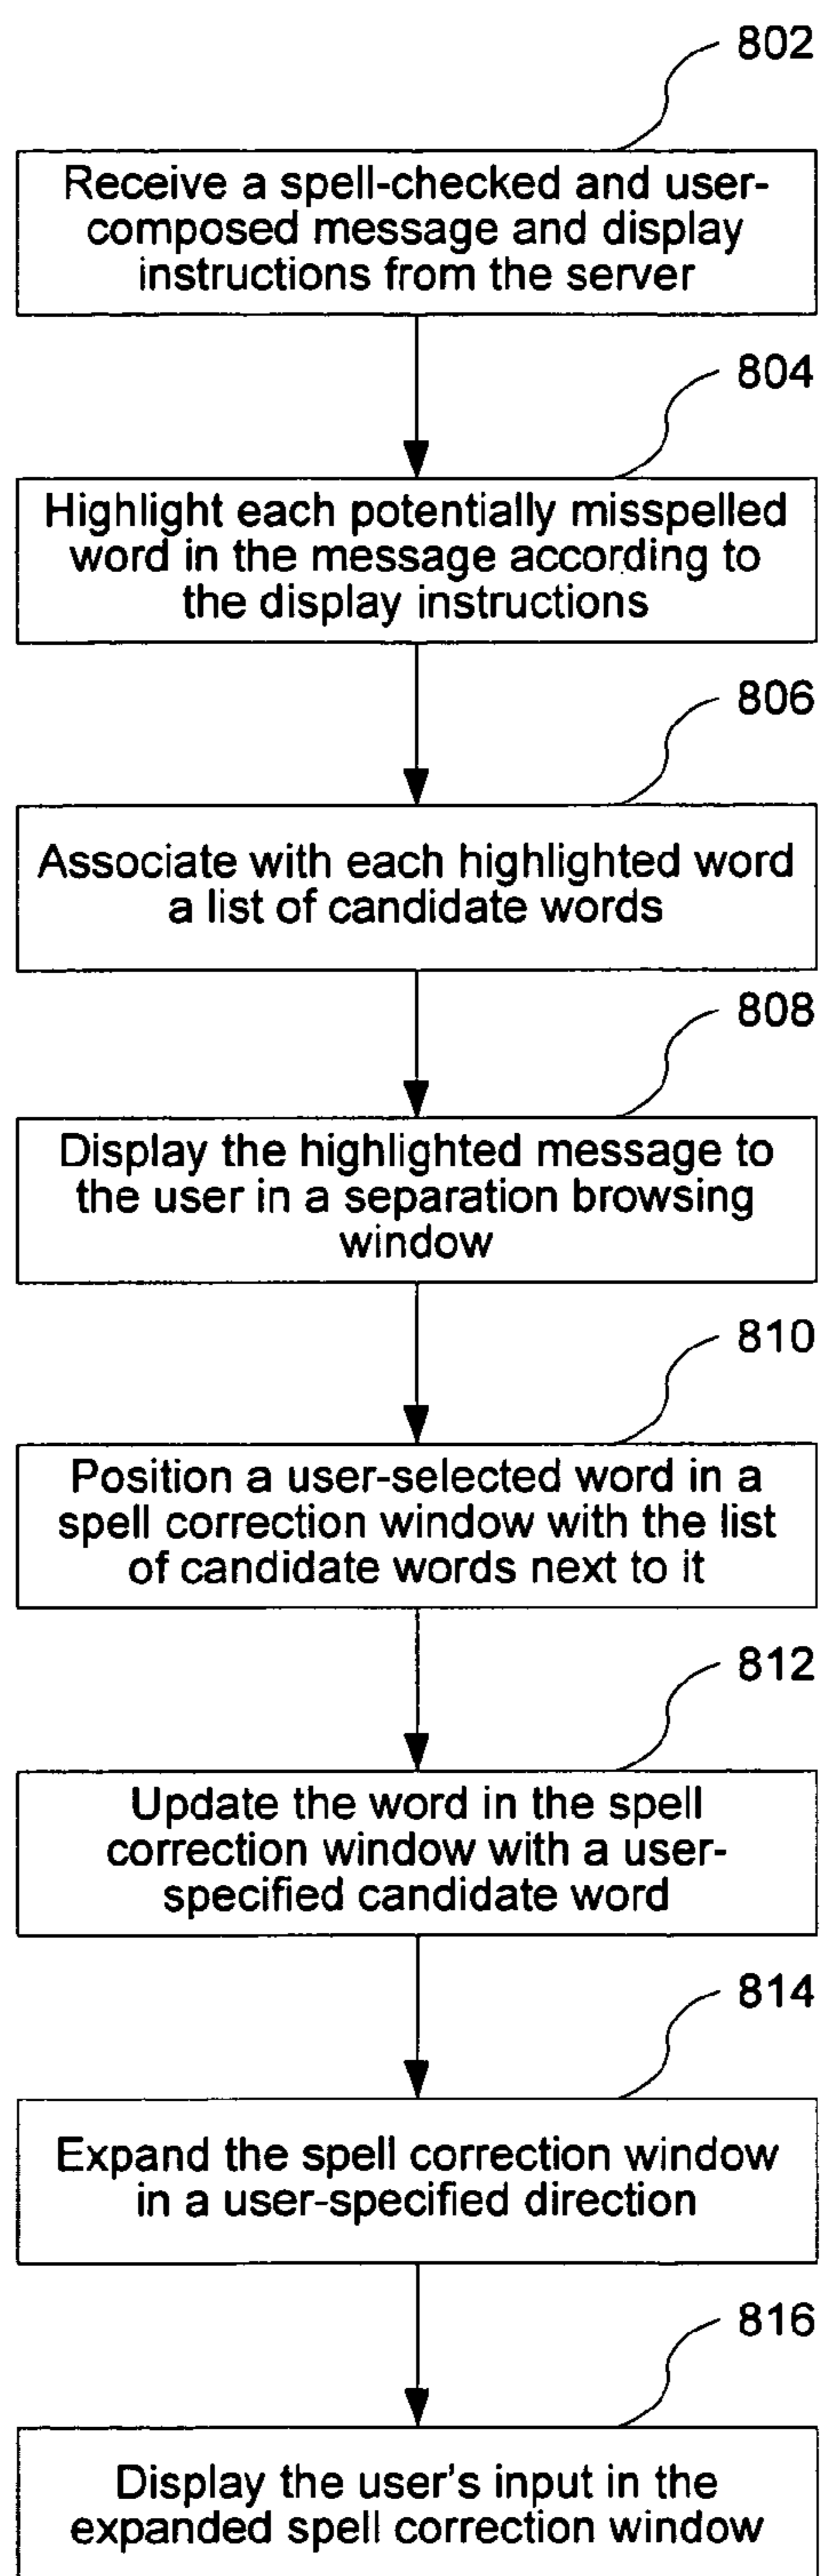 802
Receive a spell-checked and user-
composed message and display
instructions from the server
804
Highlight each potentially misspelled
word in the message according to
the display instructions
806
Associate with each highlighted word
a list of candidate words
808
Display the highlighted message to
the user in a separation browsing
window
810
Position a user-selected word in a
spell correction window with the list
of candidate words next to it
812
Update the word in the spell
correction window with a user-
specified candidate word
814
Expand the spell correction window
in a user-specified direction
816
Display the user's input in the
expanded spell correction window